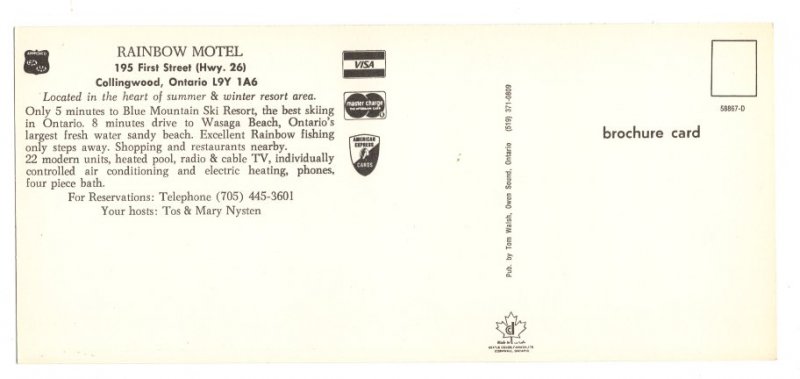 RAINBOW MOTEL
195 First Street (Hwy. 26)
Collingwood, Ontario L9Y 1A6
Located in the heart of summer & winter resort area.
Only 5 minutes to Blue Mountain Ski Resort, the best skiing
in Ontario. 8 minutes drive to Wasaga Beach, Ontario's
largest fresh water sandy beach. Excellent Rainbow fishing
only steps away. Shopping and restaurants nearby.
22 modern units, heated pool, radio & cable TV, individually
controlled air conditioning and electric heating, phones,
four piece bath.
For Reservations: Telephone (705) 445-3601
Your hosts: Tos & Mary Nysten
VISA
master charge
AMERICAN
EXPRESS
CARDS
Pub. by Tom Walsh, Owen Sound, Ontario (519) 371-0809
58867-D
brochure card
CORNWALL, ONTARIO